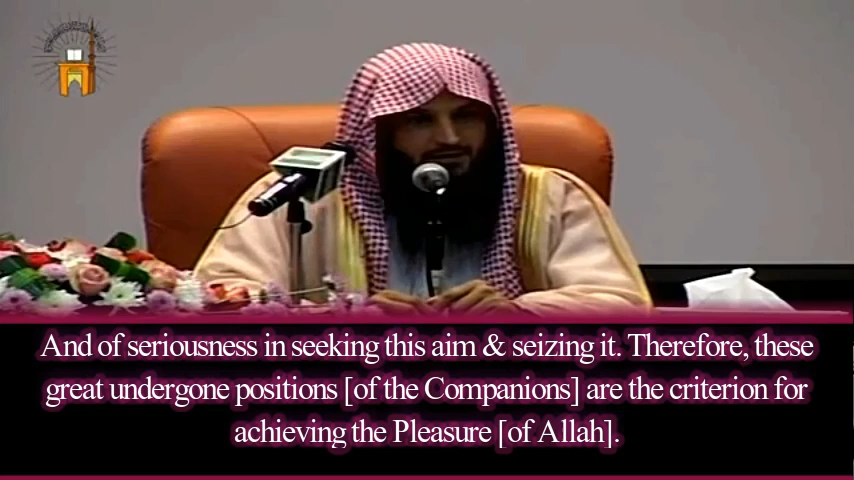 And of seriousness in seeking this aim & seizing it. Therefore, these
great undergone positions [of the Companions] are the criterion for
achieving the Pleasure [of Allah].